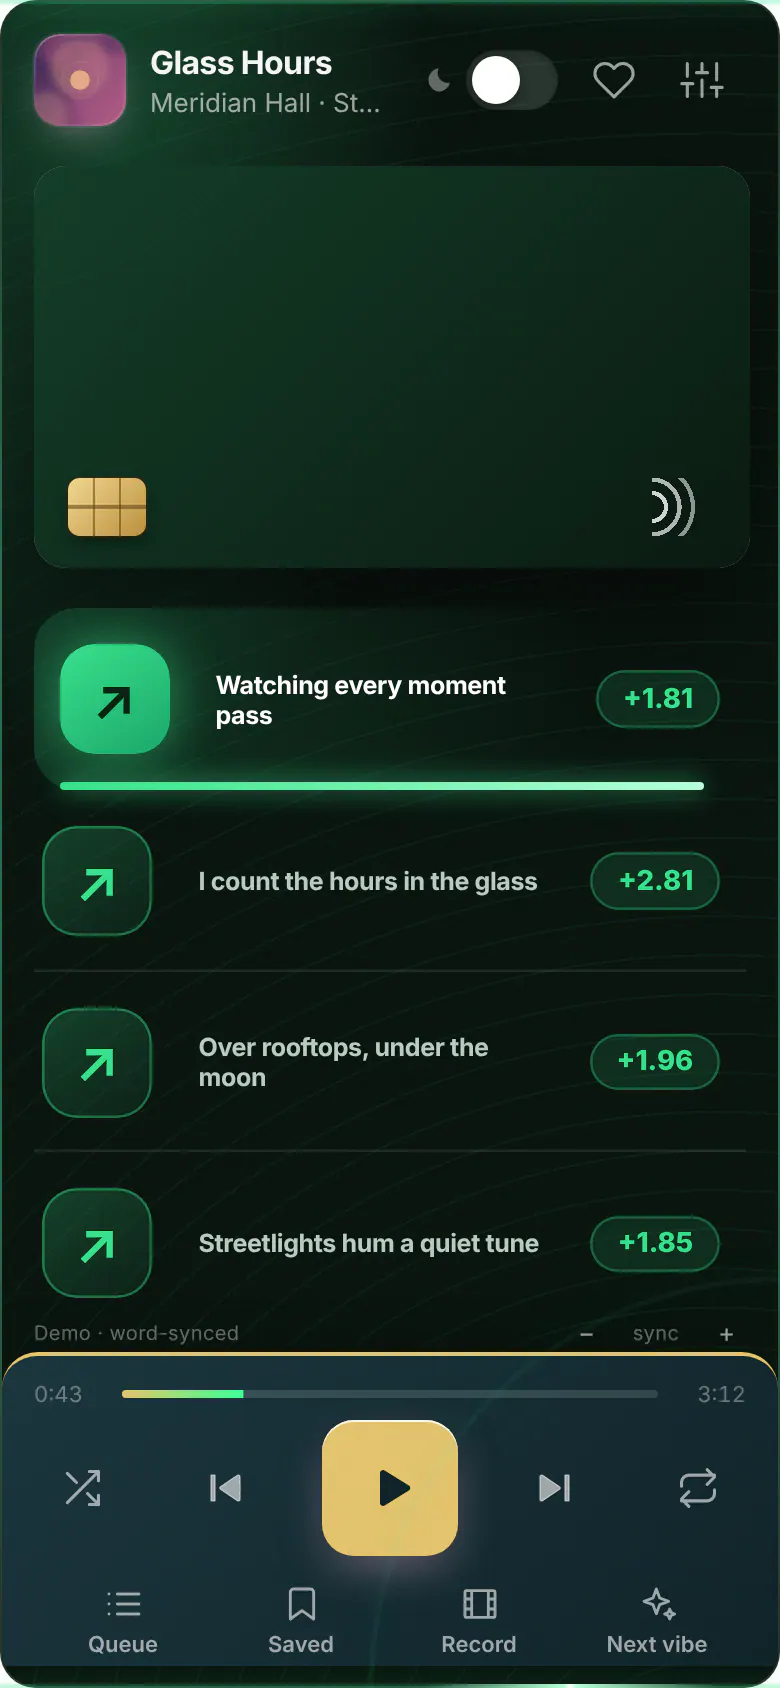 Glass Hours
Meridian Hall · St...
Watching every moment
pass
+1.81
I count the hours in the glass
+2.81
Over rooftops, under the
moon
+1.96
Streetlights hum a quiet tune
+1.85
Demo · word-synced
− sync +
0:43
3:12
Queue
Saved
Record
Next vibe